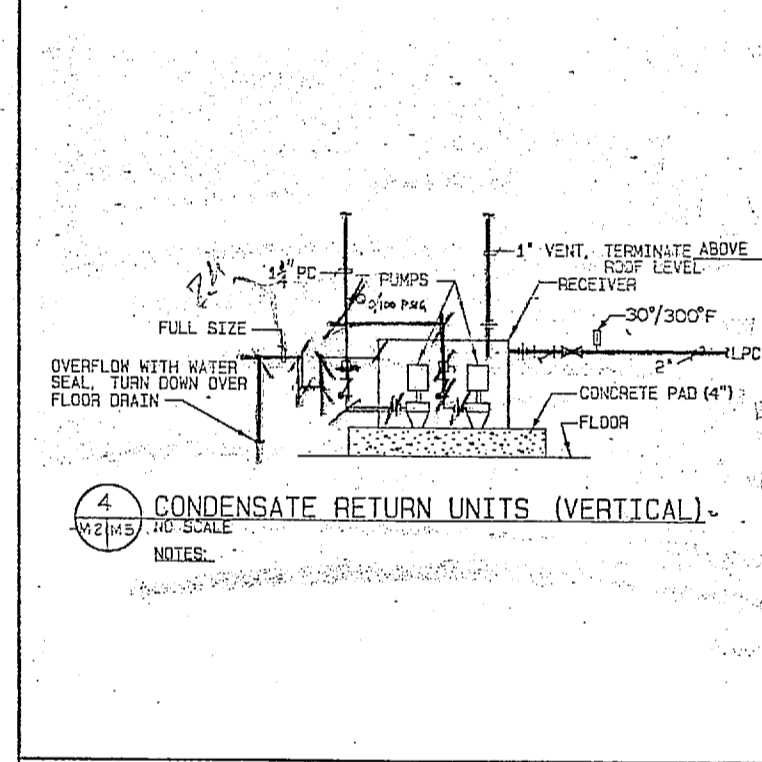 1" VENT, TERMINATE ABOVE
ROOF LEVEL
1¼" PC
PUMPS
RECEIVER
0/100 PSIG
30°/300°F
FULL SIZE
2"
LPC
OVERFLOW WITH WATER
SEAL, TURN DOWN OVER
FLOOR DRAIN
CONCRETE PAD (4")
FLOOR
4
M2 M5
CONDENSATE RETURN UNITS (VERTICAL)
NO SCALE
NOTES: